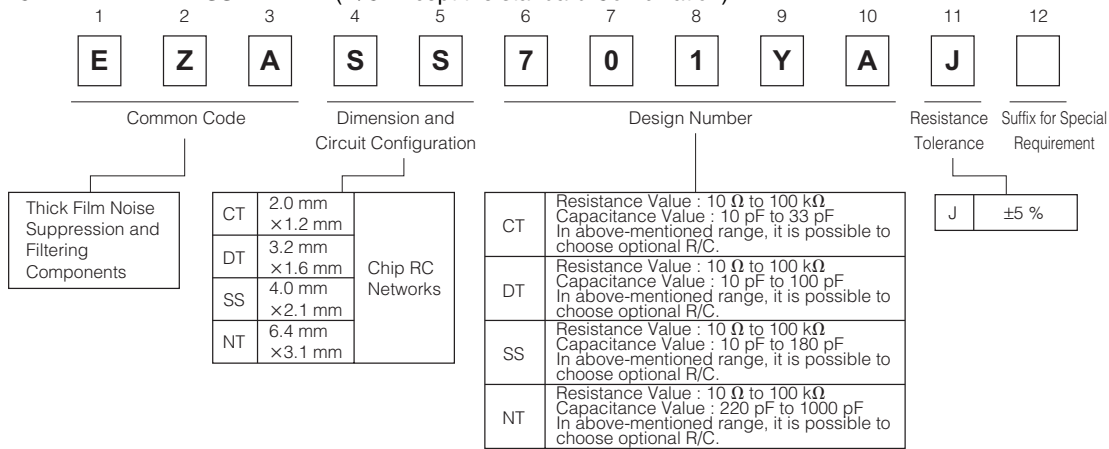 1 2 3 4 5 6 7 8 9 10 11 12
E Z A S S 7 0 1 Y A J
Common Code
Dimension and
Circuit Configuration
Design Number
Resistance
Tolerance
Suffix for Special
Requirement
Thick Film Noise
Suppression and
Filtering
Components
CT 2.0 mm
×1.2 mm
DT 3.2 mm
×1.6 mm
SS 4.0 mm
×2.1 mm
NT 6.4 mm
×3.1 mm
Chip RC
Networks
CT
Resistance Value : 10 Ω to 100 kΩ
Capacitance Value : 10 pF to 33 pF
In above-mentioned range, it is possible to
choose optional R/C.
DT
Resistance Value : 10 Ω to 100 kΩ
Capacitance Value : 10 pF to 100 pF
In above-mentioned range, it is possible to
choose optional R/C.
SS
Resistance Value : 10 Ω to 100 kΩ
Capacitance Value : 10 pF to 180 pF
In above-mentioned range, it is possible to
choose optional R/C.
NT
Resistance Value : 10 Ω to 100 kΩ
Capacitance Value : 220 pF to 1000 pF
In above-mentioned range, it is possible to
choose optional R/C.
J ±5 %